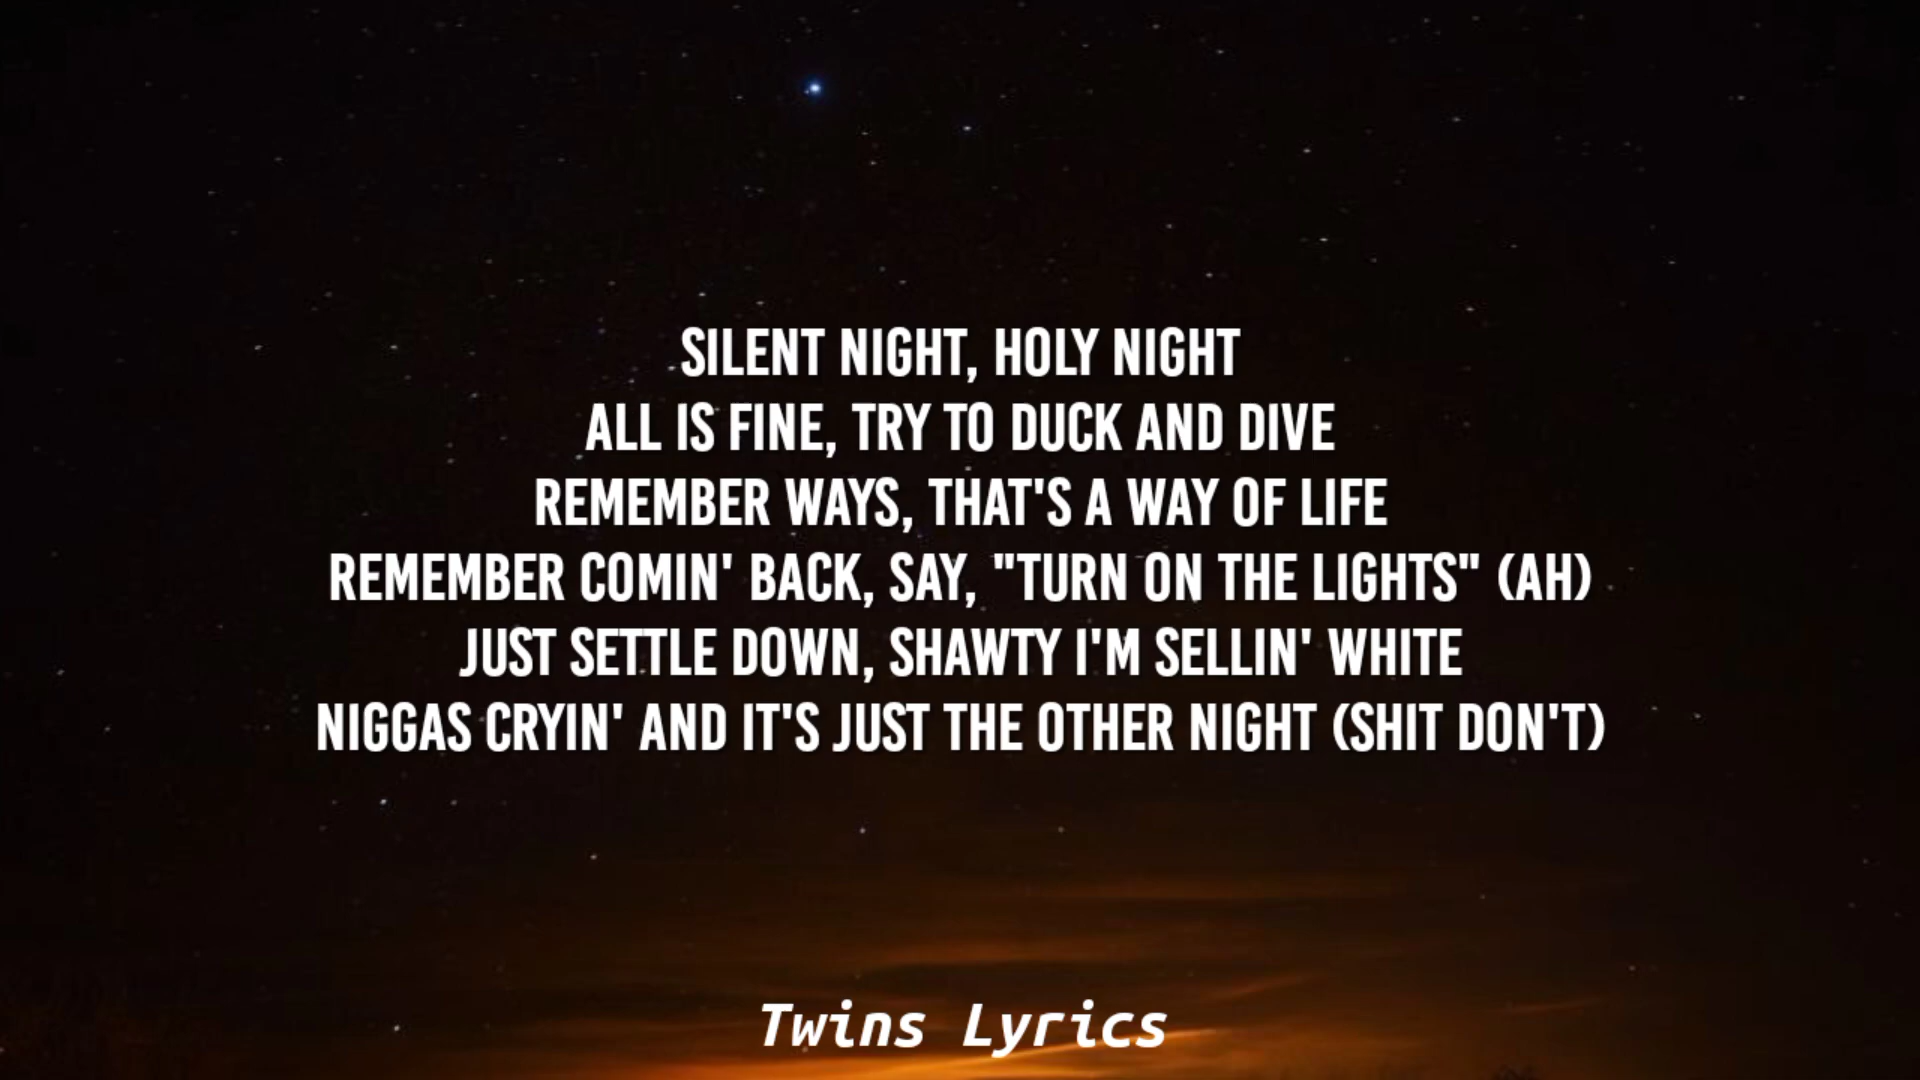 SILENT NIGHT, HOLY NIGHT
ALL IS FINE, TRY TO DUCK AND DIVE
REMEMBER WAYS, THAT'S A WAY OF LIFE
REMEMBER COMIN' BACK, SAY, "TURN ON THE LIGHTS" (AH)
JUST SETTLE DOWN, SHAWTY I'M SELLIN' WHITE
NIGGAS CRYIN' AND IT'S JUST THE OTHER NIGHT (SHIT DON'T)
Twins Lyrics